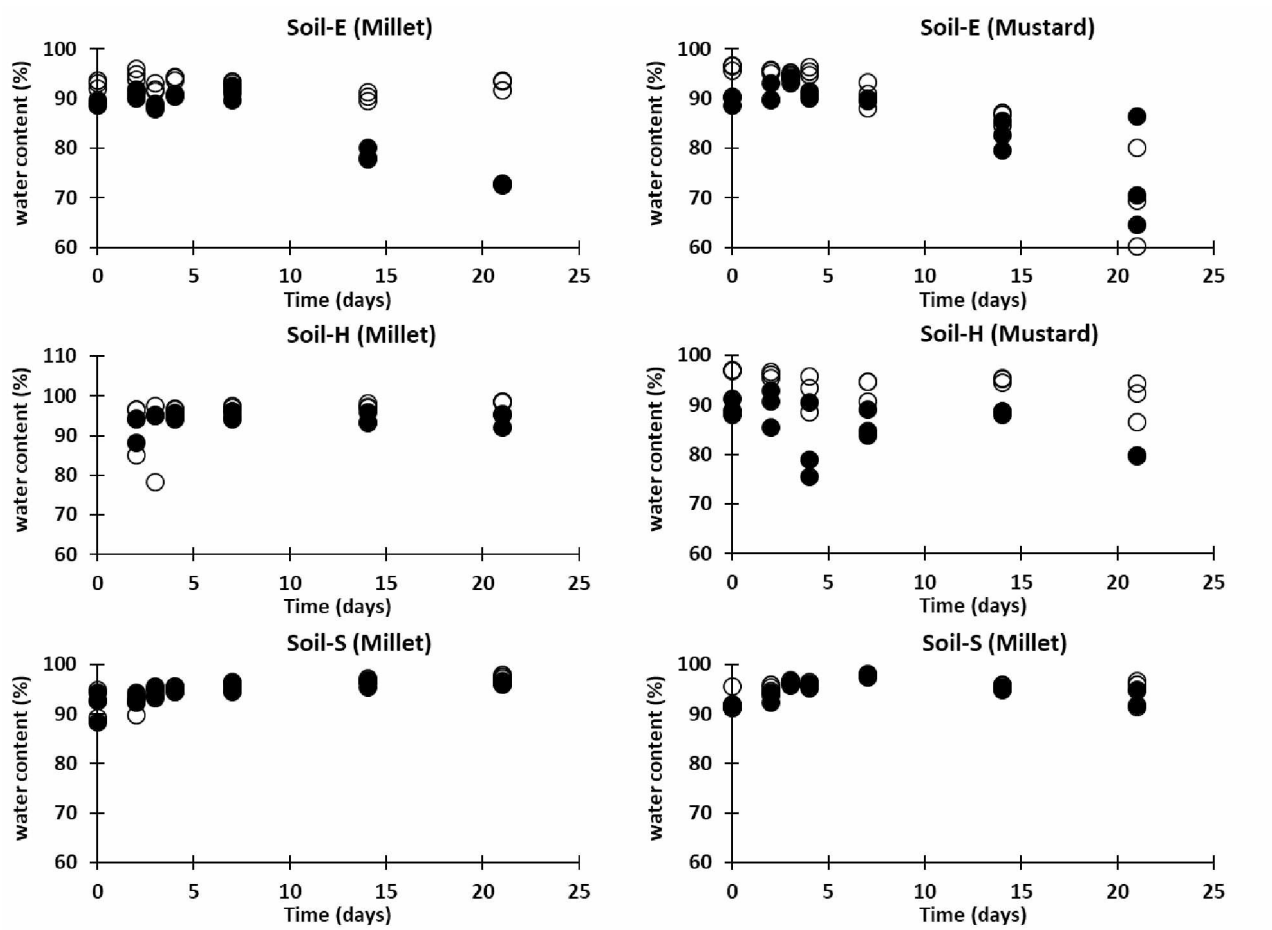 Soil-E (Millet)
water content (%)
100
90
80
70
60
0 5 10 15 20 25
Time (days)
Soil-E (Mustard)
water content (%)
100
90
80
70
60
0 5 10 15 20 25
Time (days)
Soil-H (Millet)
water content (%)
110
100
90
80
70
60
0 5 10 15 20 25
Time (days)
Soil-H (Mustard)
water content (%)
100
90
80
70
60
0 5 10 15 20 25
Time (days)
Soil-S (Millet)
water content (%)
100
90
80
70
60
0 5 10 15 20 25
Time (days)
Soil-S (Millet)
water content (%)
100
90
80
70
60
0 5 10 15 20 25
Time (days)